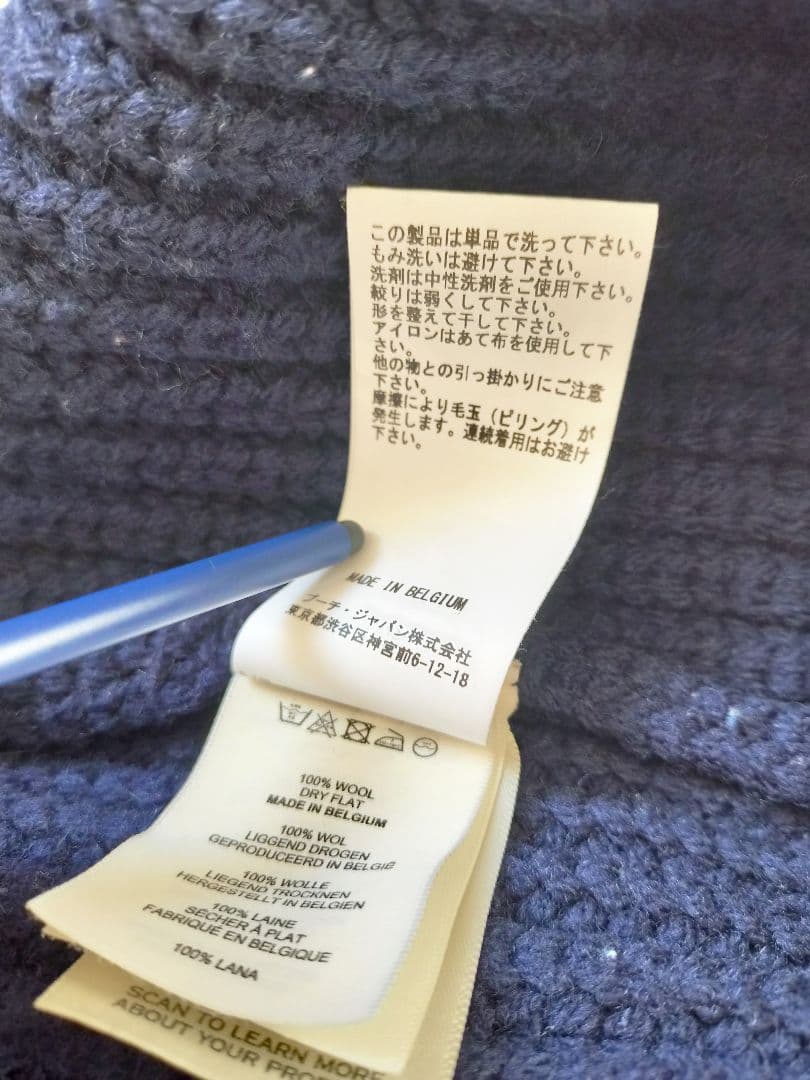 この製品は単品で洗って下さい。
もみ洗いは避けて下さい。
洗剤は中性洗剤をご使用下さい。
絞りは弱くして下さい。
形を整えて干して下さい。
アイロンはあて布を使用して下
さい。
他の物との引っ掛かりにご注意
下さい。
摩擦により毛玉（ピリング）が
発生します。連続着用はお避け
下さい。
MADE IN BELGIUM
ブーチ・ジャパン株式会社
東京都渋谷区神宮前6-12-18
100% WOOL
DRY FLAT
MADE IN BELGIUM
100% WOL
LIGGEND DROGEN
GEPRODUCEERD IN BELGIË
100% WOLLE
LIEGEND TROCKNEN
HERGESTELLT IN BELGIEN
100% LAINE
SÉCHER À PLAT
FABRIQUÉ EN BELGIQUE
100% LANA
SCAN TO LEARN MORE
ABOUT YOUR